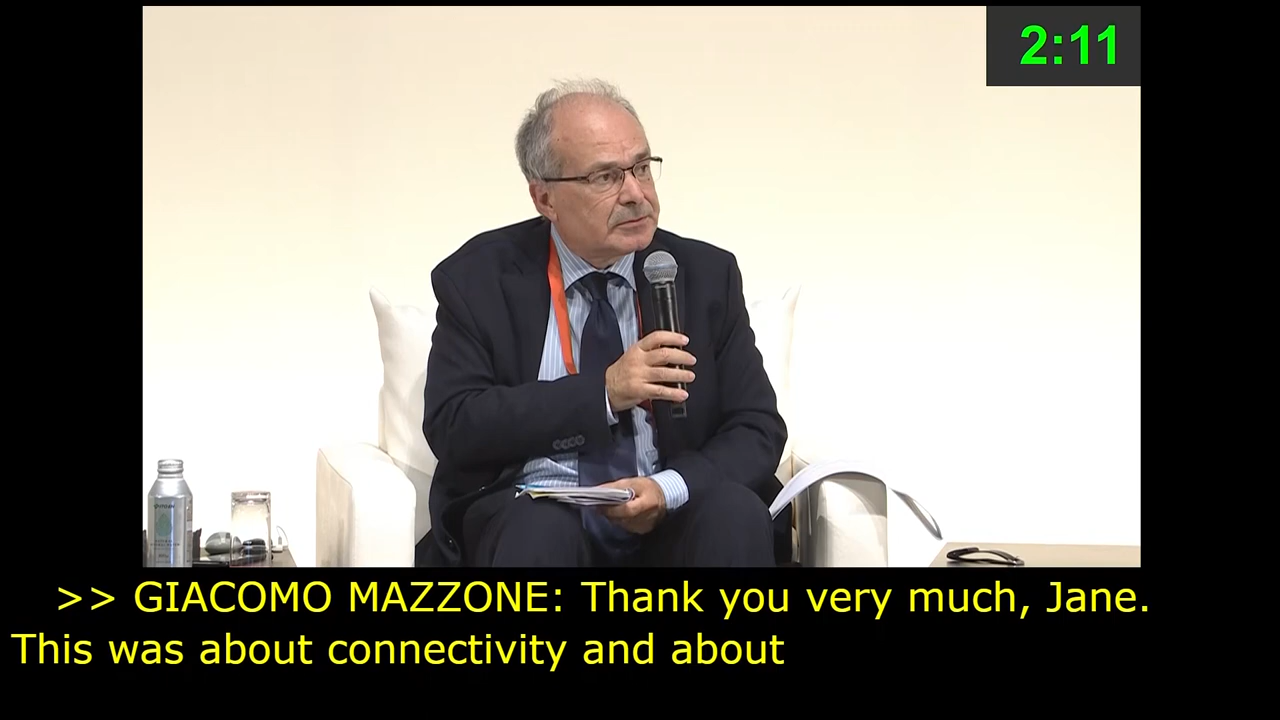 2:11
>> GIACOMO MAZZONE: Thank you very much, Jane.
This was about connectivity and about